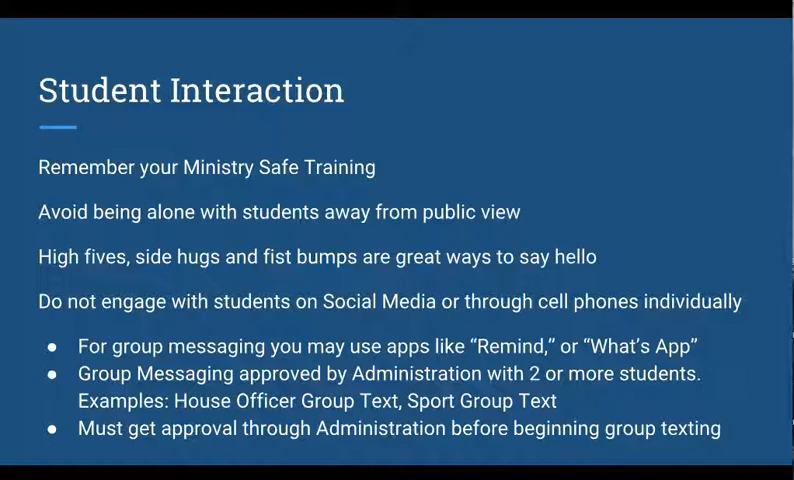 Student Interaction
Remember your Ministry Safe Training
Avoid being alone with students away from public view
High fives, side hugs and fist bumps are great ways to say hello
Do not engage with students on Social Media or through cell phones individually
● For group messaging you may use apps like “Remind,” or “What’s App”
● Group Messaging approved by Administration with 2 or more students.
Examples: House Officer Group Text, Sport Group Text
● Must get approval through Administration before beginning group texting